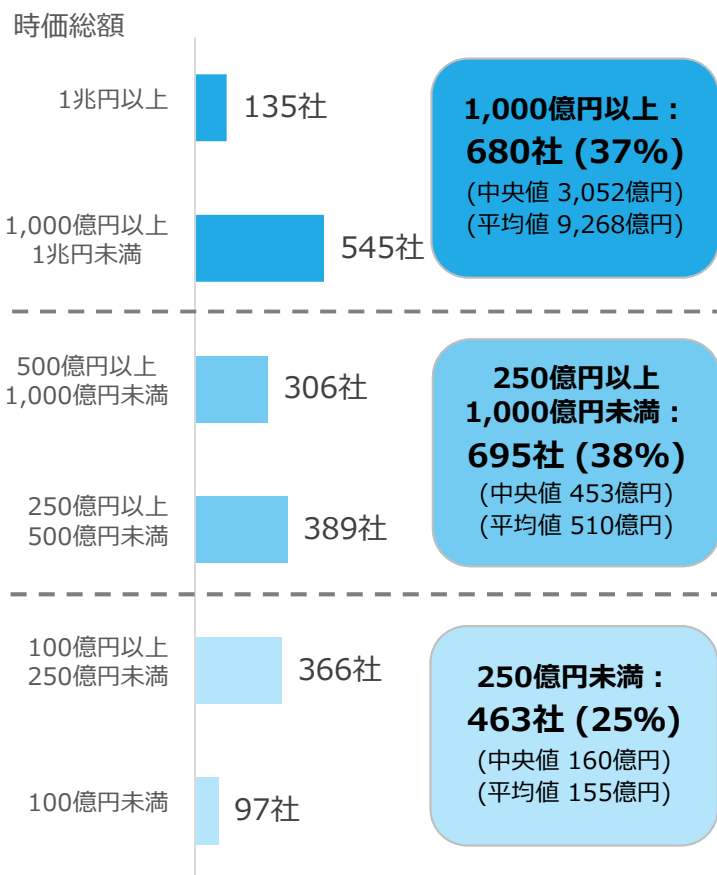 時価総額
1兆円以上
135社
1,000億円以上:
680社 (37%)
(中央値 3,052億円)
(平均値 9,268億円)
1,000億円以上
1兆円未満
545社
500億円以上
1,000億円未満
306社
250億円以上
1,000億円未満:
695社 (38%)
(中央値 453億円)
(平均値 510億円)
250億円以上
500億円未満
389社
100億円以上
250億円未満
366社
250億円未満:
463社 (25%)
(中央値 160億円)
(平均値 155億円)
100億円未満
97社